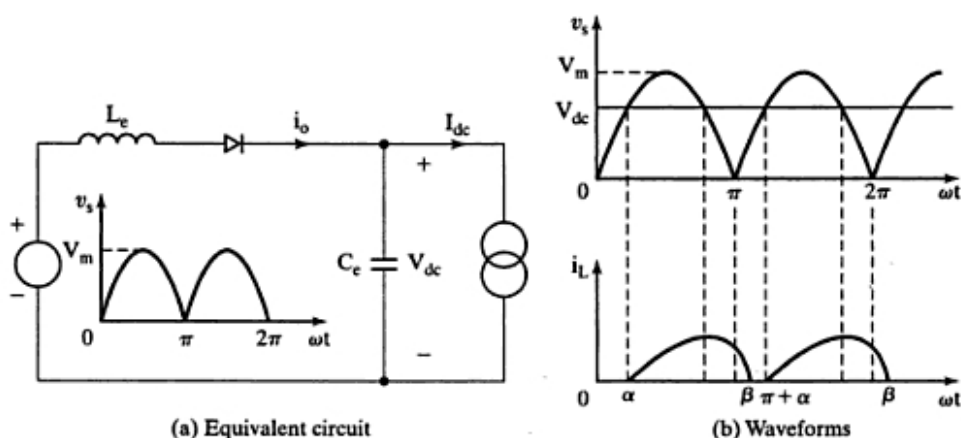 L_e
i_o
I_dc
+
v_s
+
V_m
−
C_e
V_dc
0
π
2π
ωt
−
(a) Equivalent circuit
v_s
V_m
V_dc
0
π
2π
ωt
i_L
0
α
β
π + α
β
ωt
(b) Waveforms